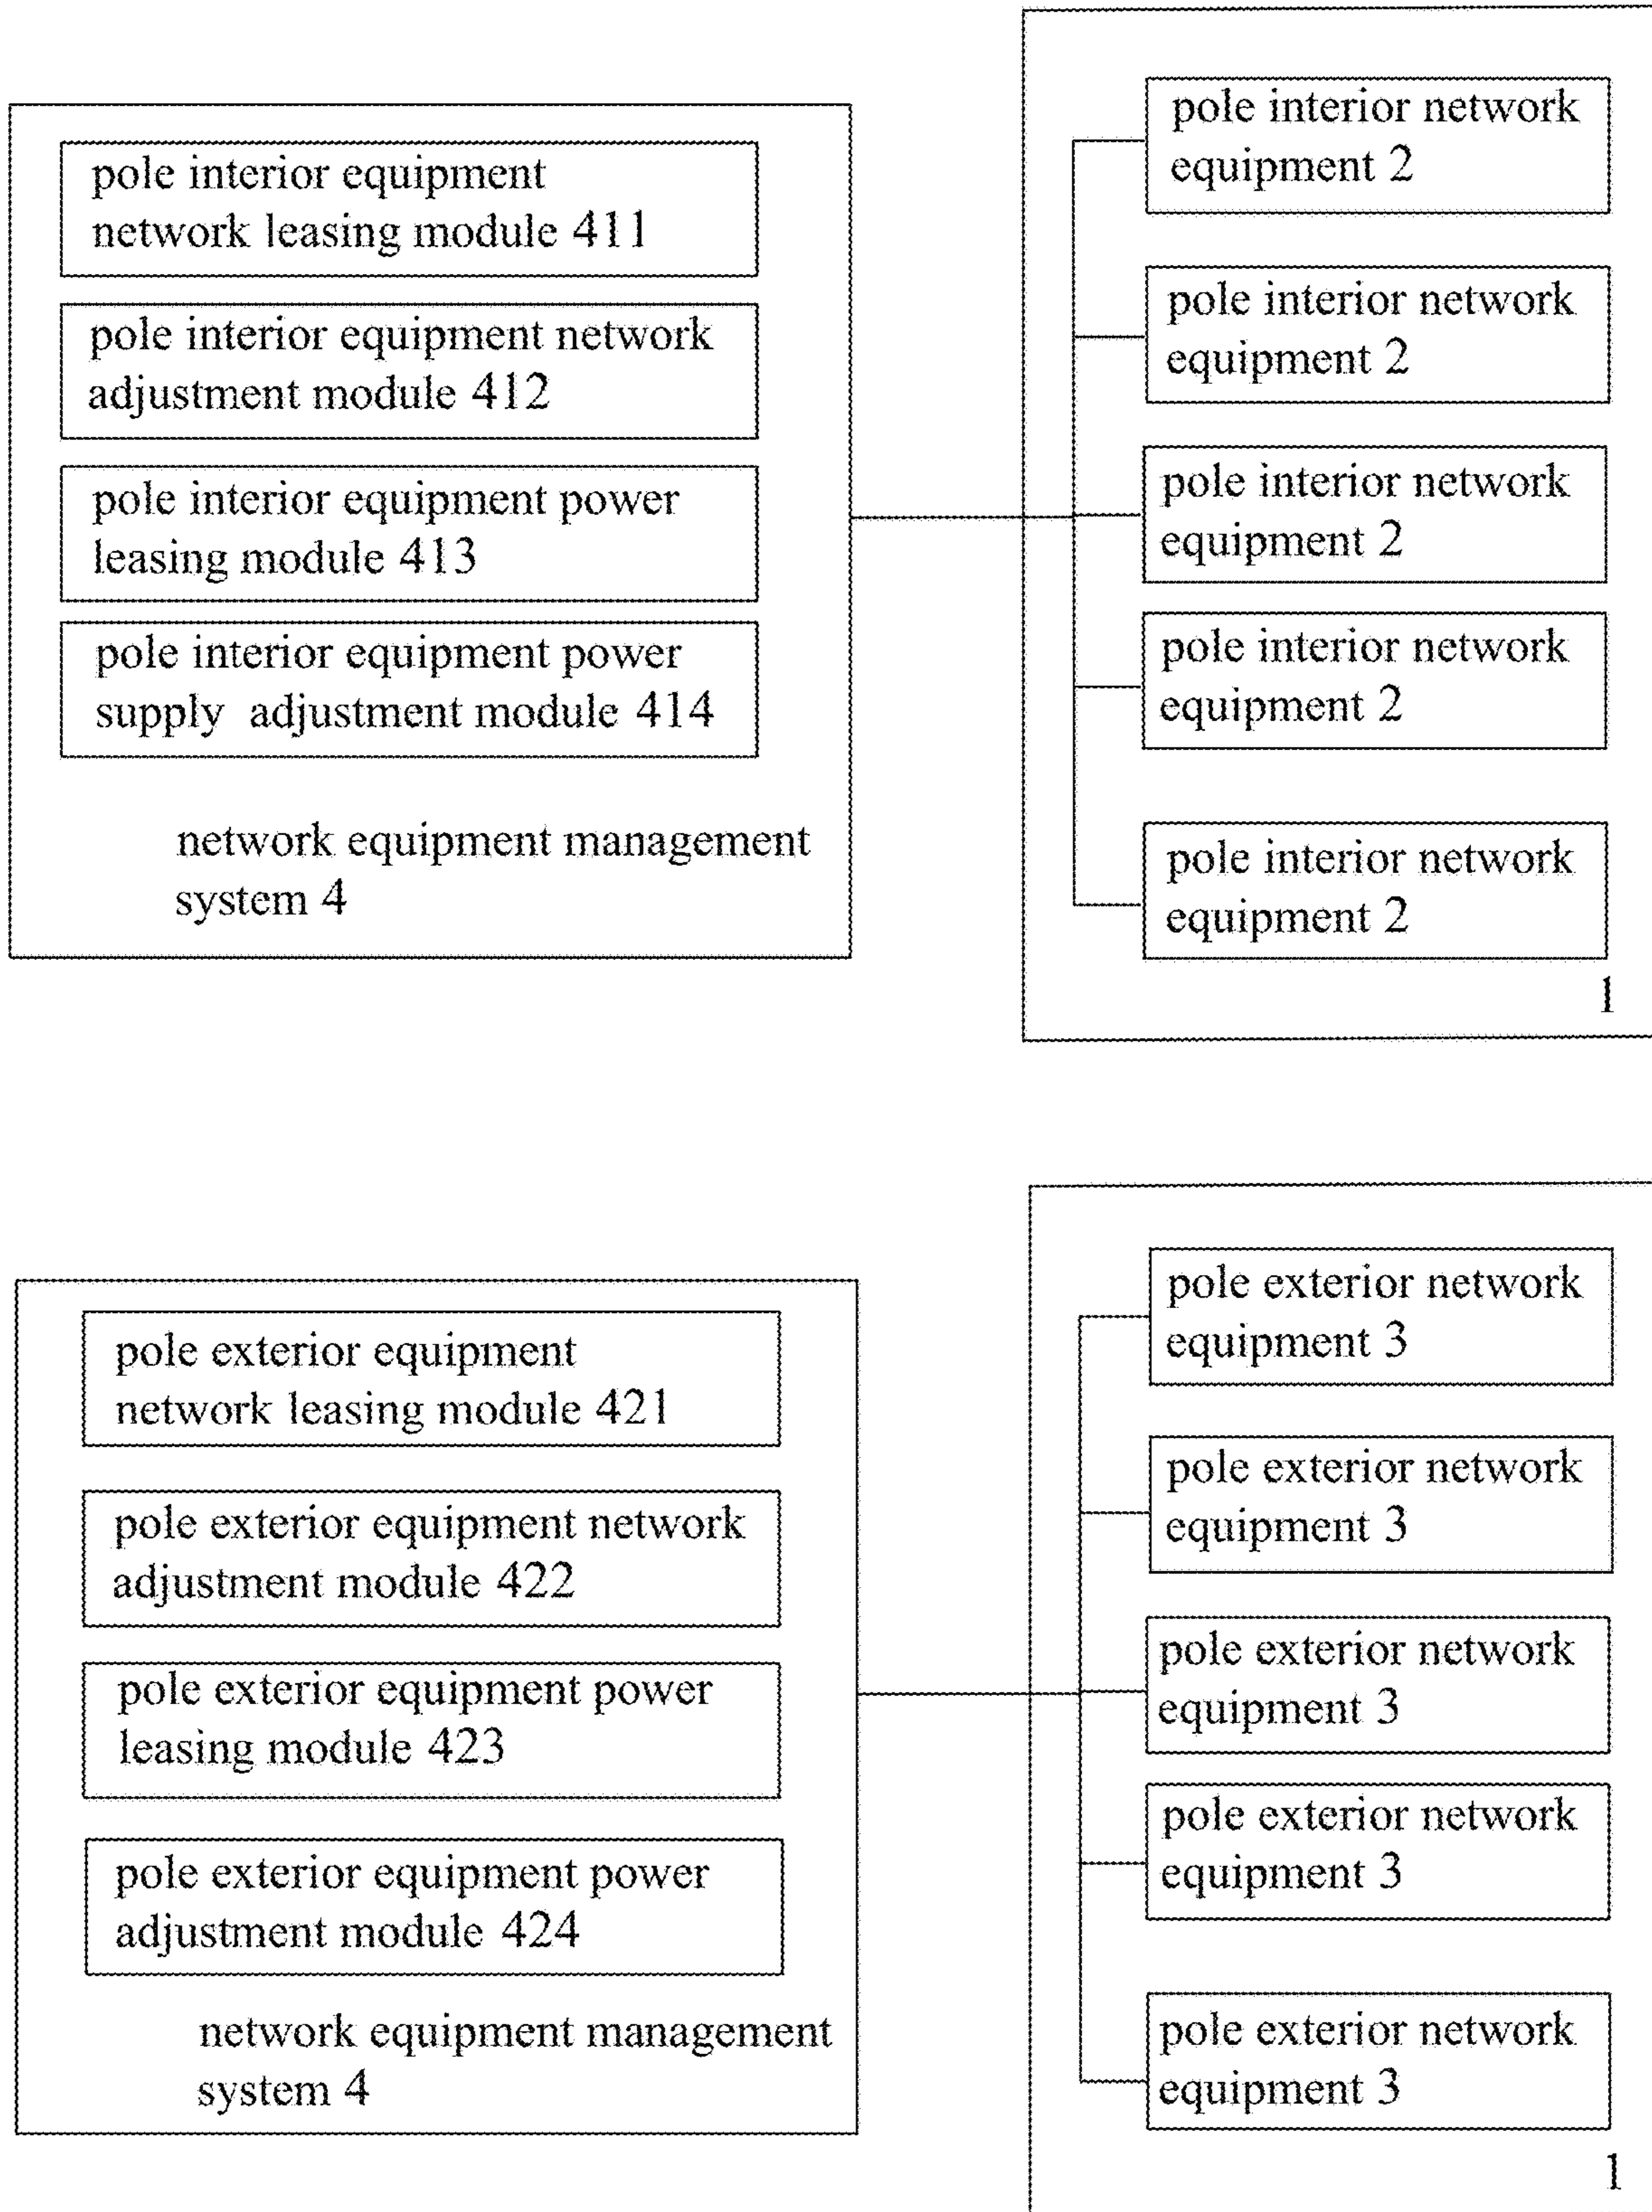 pole interior equipment
network leasing module 411
pole interior equipment network
adjustment module 412
pole interior equipment power
leasing module 413
pole interior equipment power
supply adjustment module 414
network equipment management
system 4
pole interior network
equipment 2
pole interior network
equipment 2
pole interior network
equipment 2
pole interior network
equipment 2
pole interior network
equipment 2
1
pole exterior equipment
network leasing module 421
pole exterior equipment network
adjustment module 422
pole exterior equipment power
leasing module 423
pole exterior equipment power
adjustment module 424
network equipment management
system 4
pole exterior network
equipment 3
pole exterior network
equipment 3
pole exterior network
equipment 3
pole exterior network
equipment 3
pole exterior network
equipment 3
1